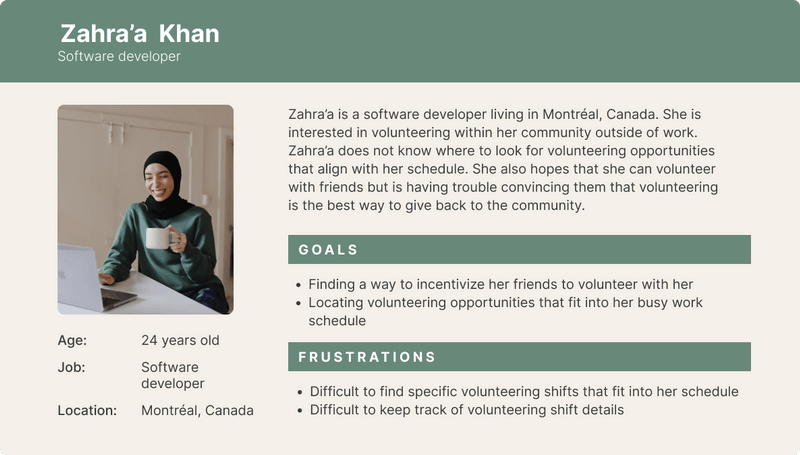 Zahra’a Khan
Software developer
Zahra’a is a software developer living in Montréal, Canada. She is
interested in volunteering within her community outside of work.
Zahra’a does not know where to look for volunteering opportunities
that align with her schedule. She also hopes that she can volunteer
with friends but is having trouble convincing them that volunteering
is the best way to give back to the community.
GOALS
• Finding a way to incentivize her friends to volunteer with her
• Locating volunteering opportunities that fit into her busy work
schedule
FRUSTRATIONS
• Difficult to find specific volunteering shifts that fit into her schedule
• Difficult to keep track of volunteering shift details
Age: 24 years old
Job: Software
developer
Location: Montréal, Canada